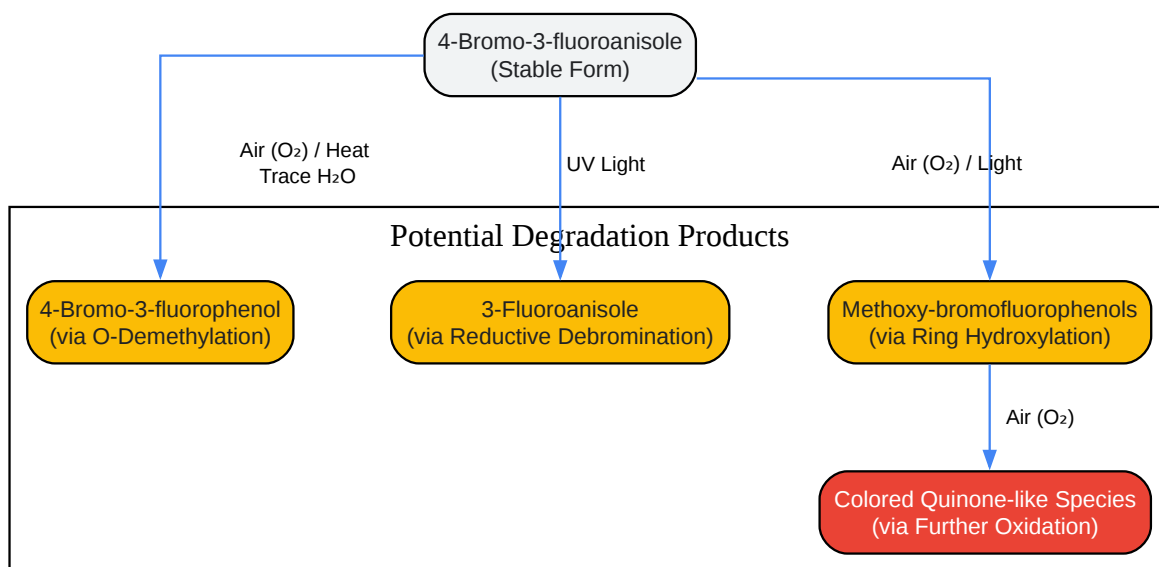 4-Bromo-3-fluoroanisole
(Stable Form)
Air (O₂) / Heat
Trace H₂O
UV Light
Air (O₂) / Light
Potential Degradation Products
4-Bromo-3-fluorophenol
(via O-Demethylation)
3-Fluoroanisole
(via Reductive Debromination)
Methoxy-bromofluorophenols
(via Ring Hydroxylation)
Air (O₂)
Colored Quinone-like Species
(via Further Oxidation)